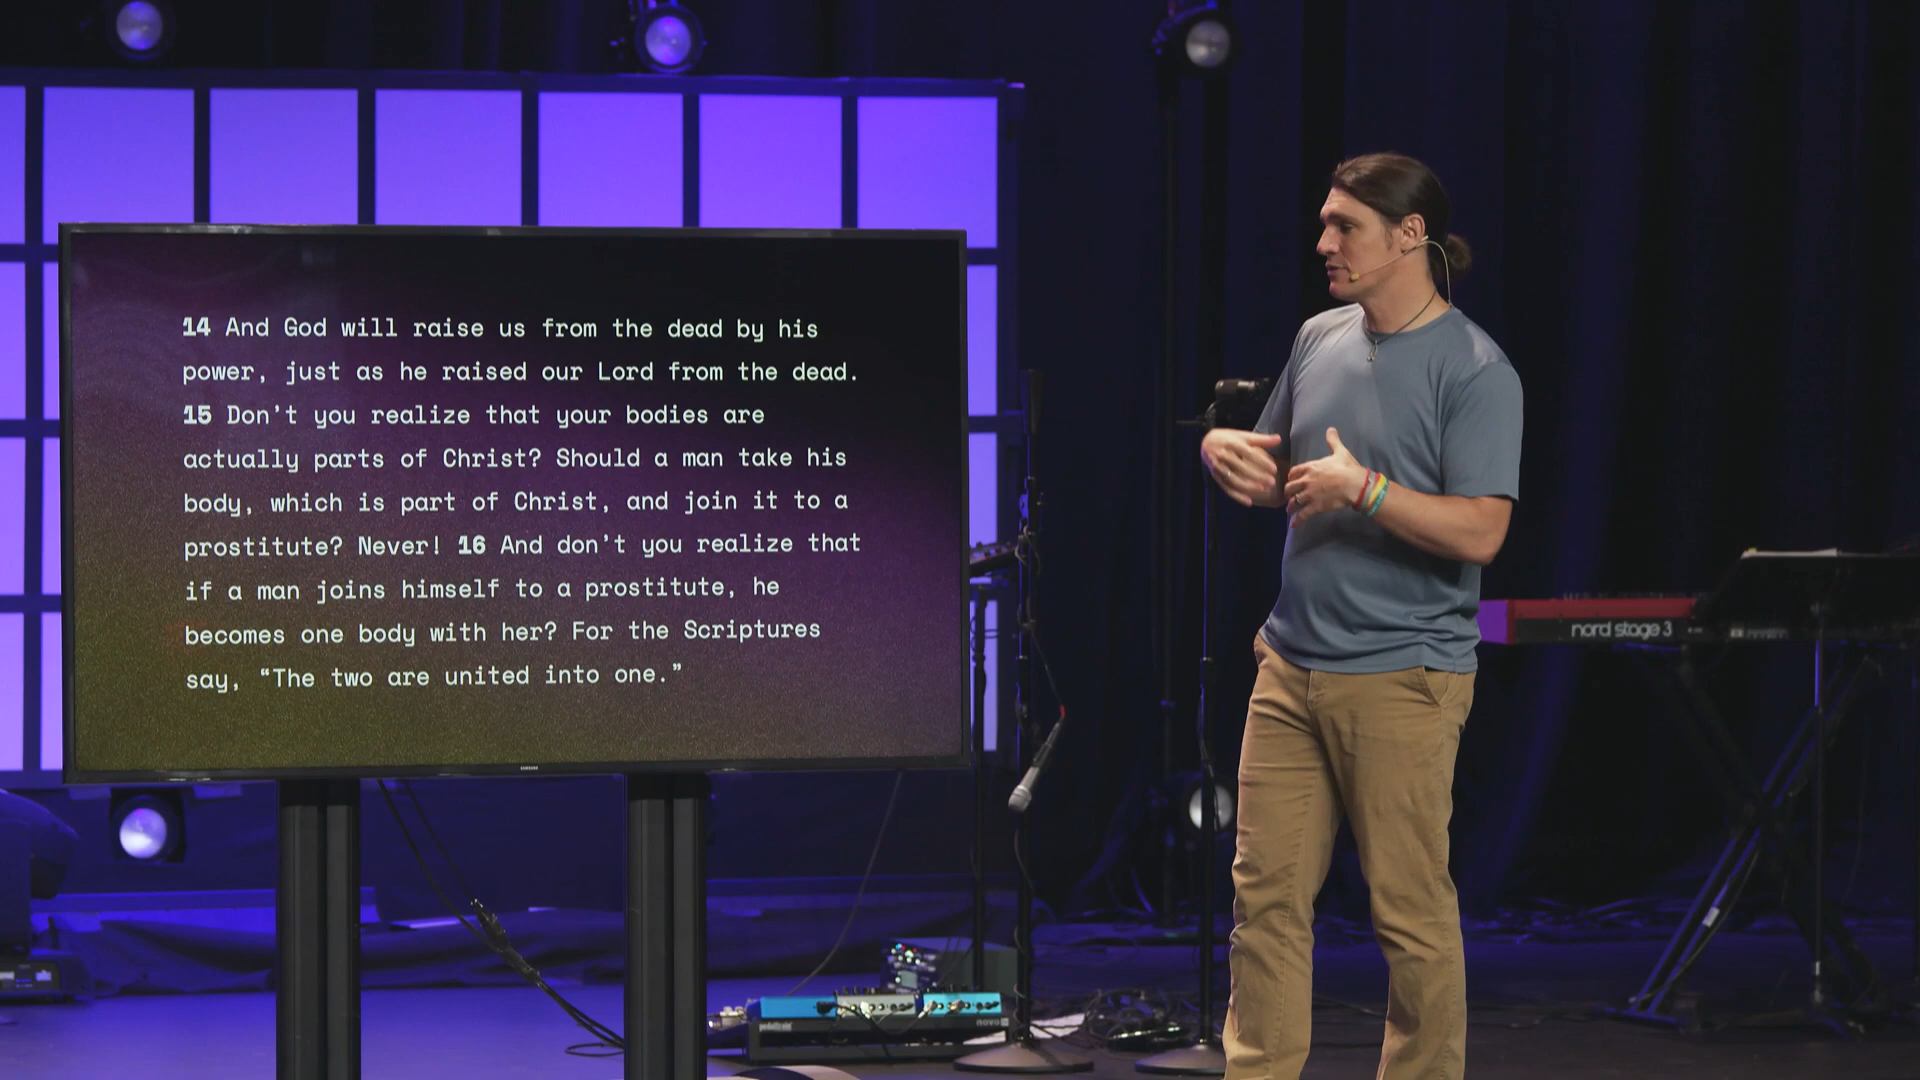 14 And God will raise us from the dead by his
power, just as he raised our Lord from the dead.
15 Don't you realize that your bodies are
actually parts of Christ? Should a man take his
body, which is part of Christ, and join it to a
prostitute? Never! 16 And don't you realize that
if a man joins himself to a prostitute, he
becomes one body with her? For the Scriptures
say, “The two are united into one.”
SAMSUNG
nord stage 3
pedaltrain
novo